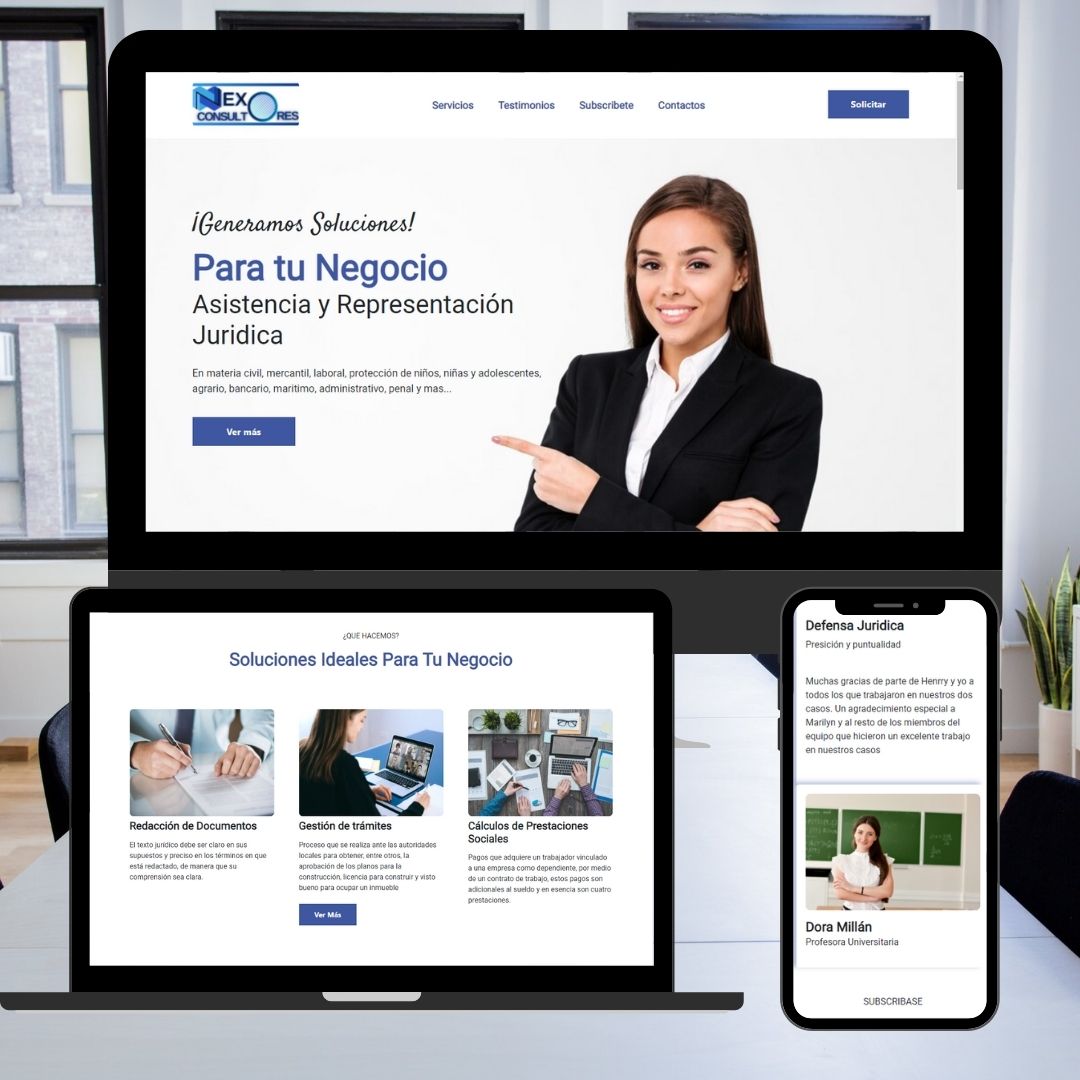 NEXO
CONSULTORES
Servicios
Testimonios
Subscribete
Contactos
Solicitar
¡Generamos Soluciones!
Para tu Negocio
Asistencia y Representación
Juridica
En materia civil, mercantil, laboral, protección de niños, niñas y adolescentes,
agrario, bancario, maritimo, administrativo, penal y mas...
Ver más
¿QUE HACEMOS?
Soluciones Ideales Para Tu Negocio
Redacción de Documentos
El texto jurídico debe ser claro en sus
supuestos y preciso en los términos en que
está redactado, de manera que su
comprensión sea clara.
Gestión de trámites
Proceso que se realiza ante las autoridades
locales para obtener, entre otros, la
aprobación de los planos para la
construcción, licencia para construir y visto
bueno para ocupar un inmueble
Ver Más
Cálculos de Prestaciones
Sociales
Pagos que adquiere un trabajador vinculado
a una empresa como dependiente, por medio
de un contrato de trabajo, estos pagos son
adicionales al sueldo y en esencia son cuatro
prestaciones.
Defensa Juridica
Presición y puntualidad
Muchas gracias de parte de Henrry y yo a
todos los que trabajaron en nuestros dos
casos. Un agradecimiento especial a
Marilyn y al resto de los miembros del
equipo que hicieron un excelente trabajo
en nuestros casos
Dora Millán
Profesora Universitaria
SUBSCRIBASE